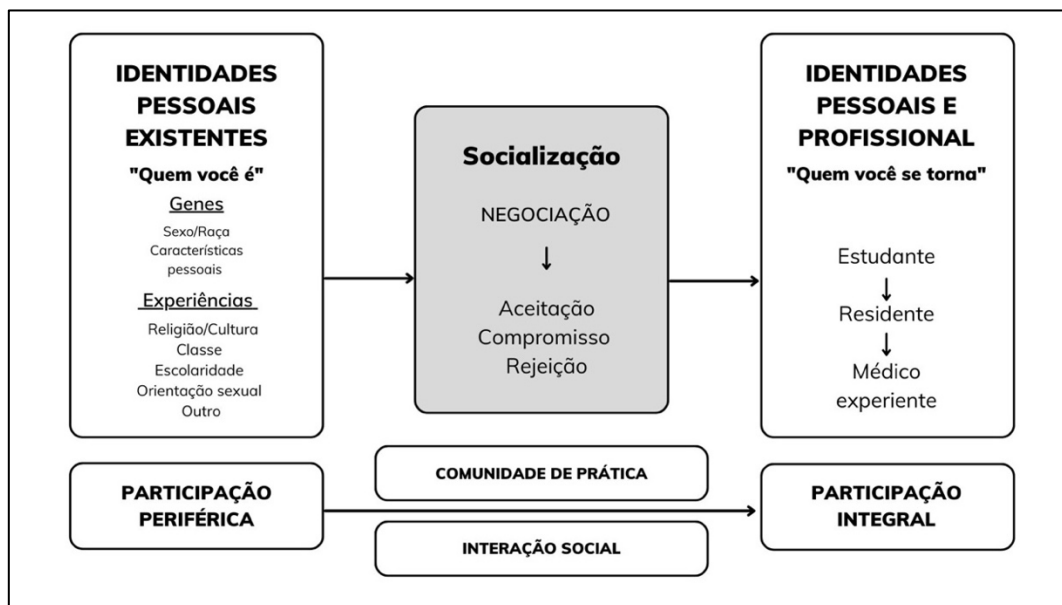 IDENTIDADES
PESSOAIS
EXISTENTES
"Quem você é"
Genes
Sexo/Raça
Características
pessoais
Experiências
Religião/Cultura
Classe
Escolaridade
Orientação sexual
Outro
Socialização
NEGOCIAÇÃO
Aceitação
Compromisso
Rejeição
IDENTIDADES
PESSOAIS E
PROFISSIONAL
"Quem você se torna"
Estudante
Residente
Médico
experiente
PARTICIPAÇÃO
PERIFÉRICA
COMUNIDADE DE PRÁTICA
INTERAÇÃO SOCIAL
PARTICIPAÇÃO
INTEGRAL